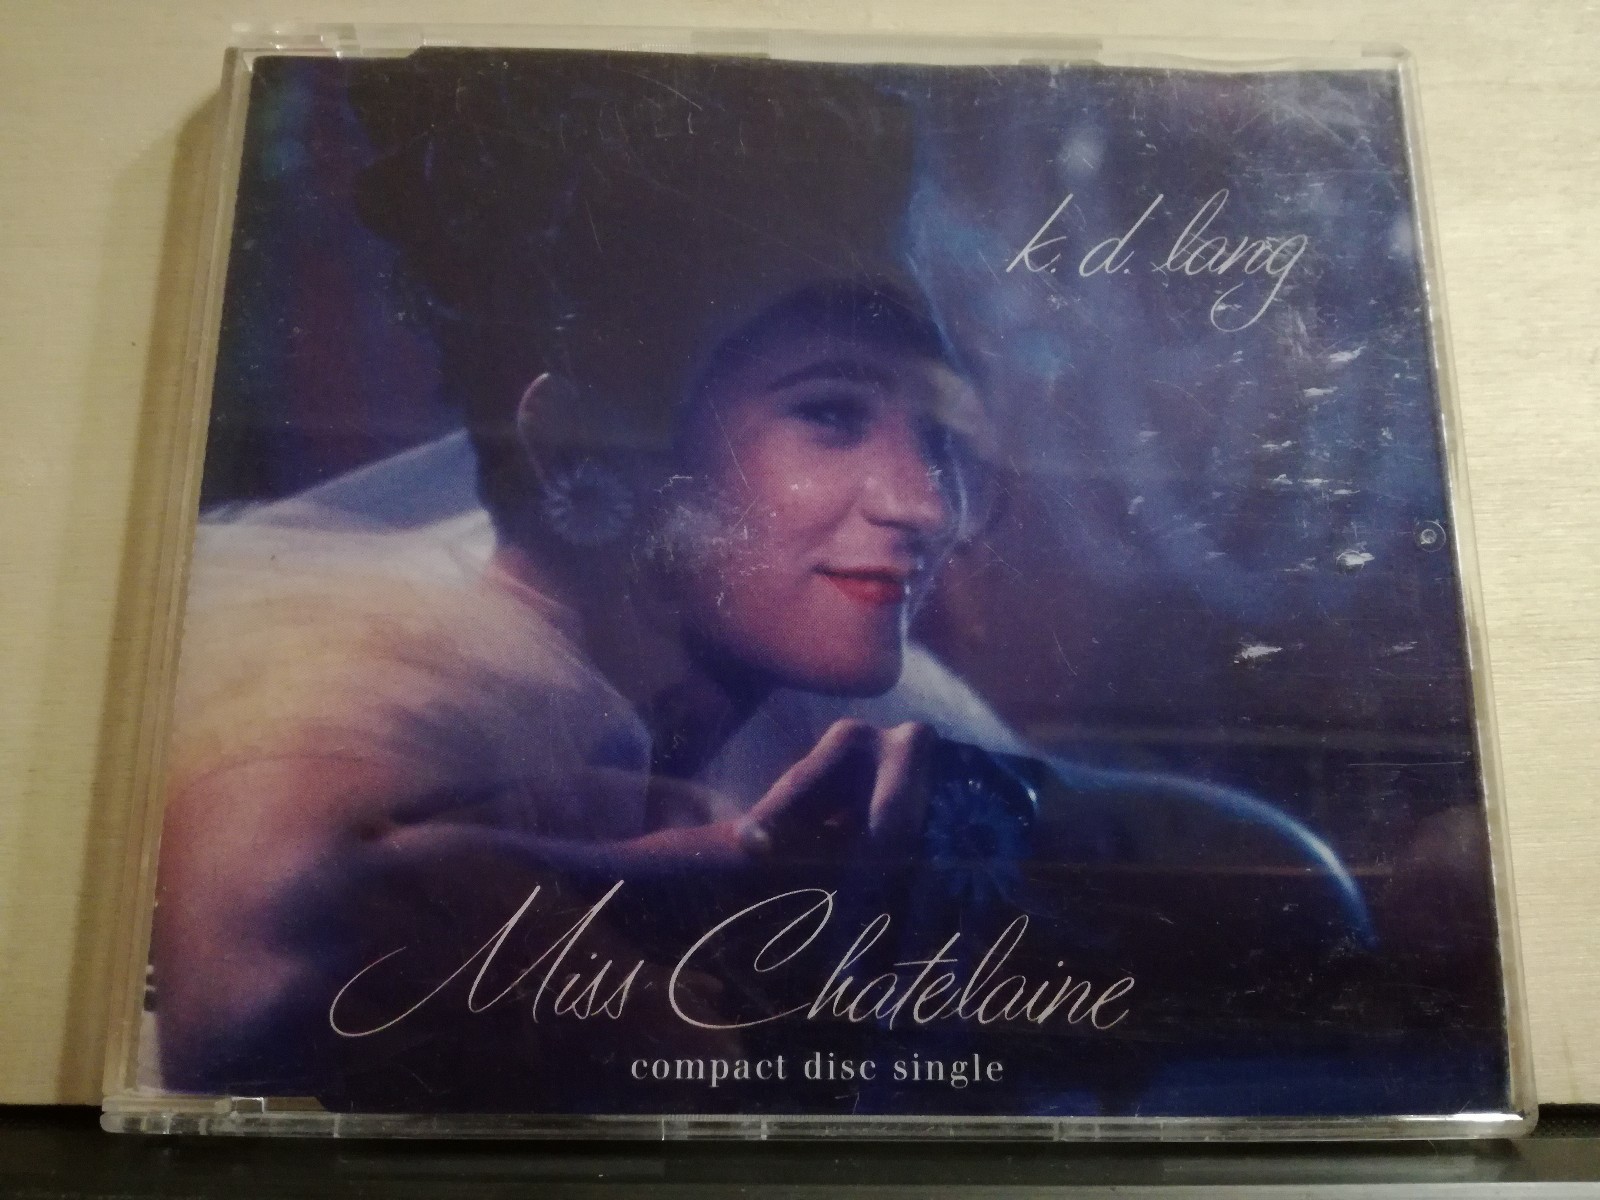 k. d. lang
Miss Chatelaine
compact disc single